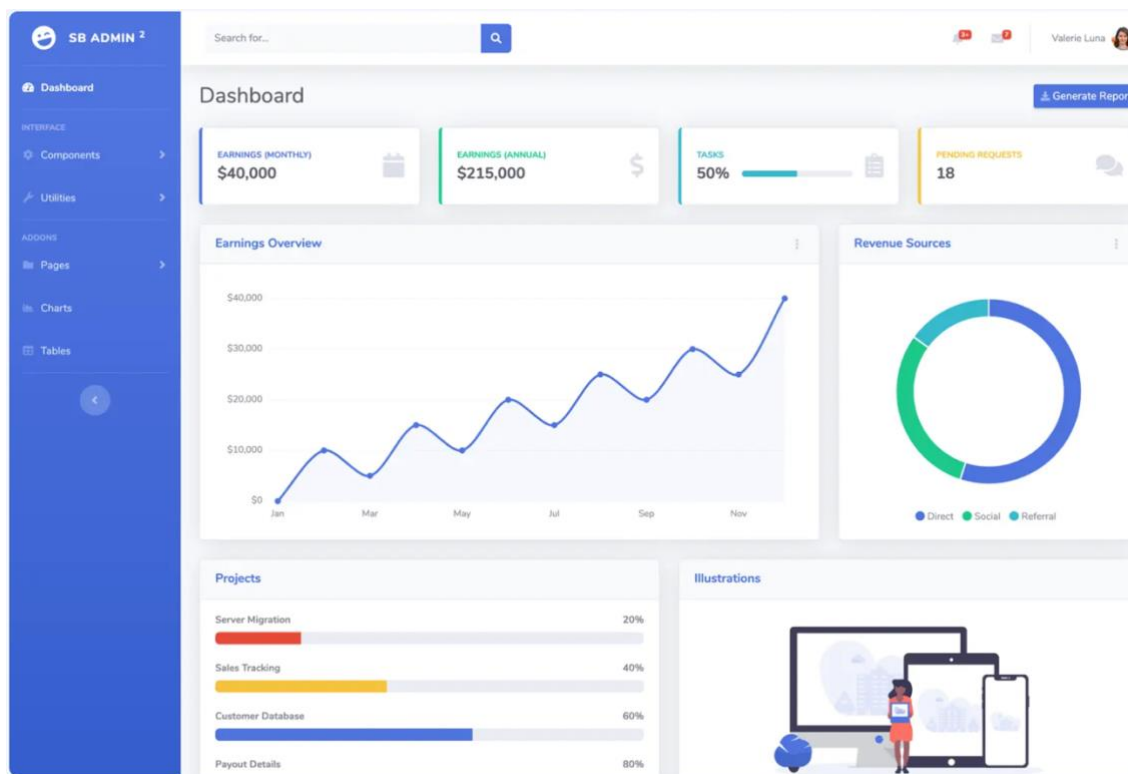 SB ADMIN 2
Search for...
3+
7
Valerie Luna
Dashboard
INTERFACE
Components
Utilities
ADDONS
Pages
Charts
Tables
Dashboard
Generate Repor
EARNINGS (MONTHLY)
$40,000
EARNINGS (ANNUAL)
$215,000
TASKS
50%
PENDING REQUESTS
18
Earnings Overview
$40,000
$30,000
$20,000
$10,000
$0
Jan Mar May Jul Sep Nov
Revenue Sources
Direct Social Referral
Projects
Server Migration 20%
Sales Tracking 40%
Customer Database 60%
Payout Details 80%
Illustrations